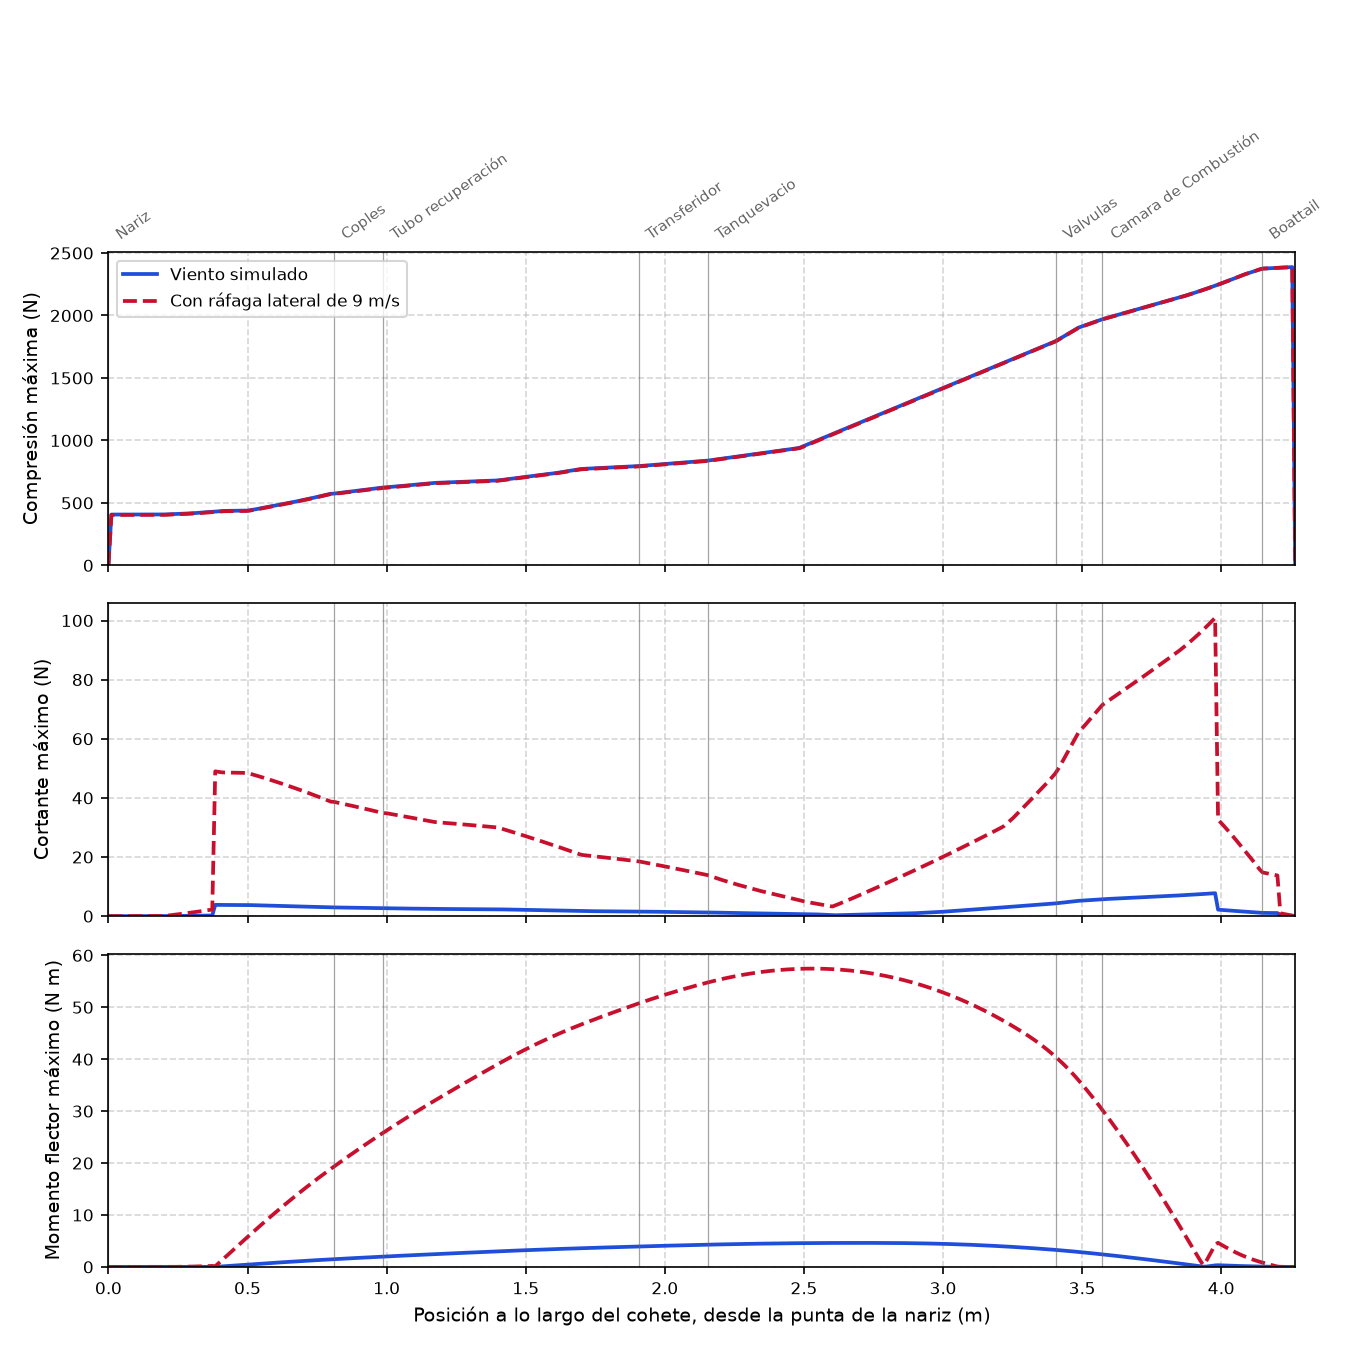 Nariz
Coples
Tubo recuperación
Transferidor
Tanquevacio
Valvulas
Camara de Combustión
Boattail
Compresión máxima (N)
2500
2000
1500
1000
500
0
Viento simulado
Con ráfaga lateral de 9 m/s
Cortante máximo (N)
100
80
60
40
20
0
Momento flector máximo (N m)
60
50
40
30
20
10
0
0.0 0.5 1.0 1.5 2.0 2.5 3.0 3.5 4.0
Posición a lo largo del cohete, desde la punta de la nariz (m)